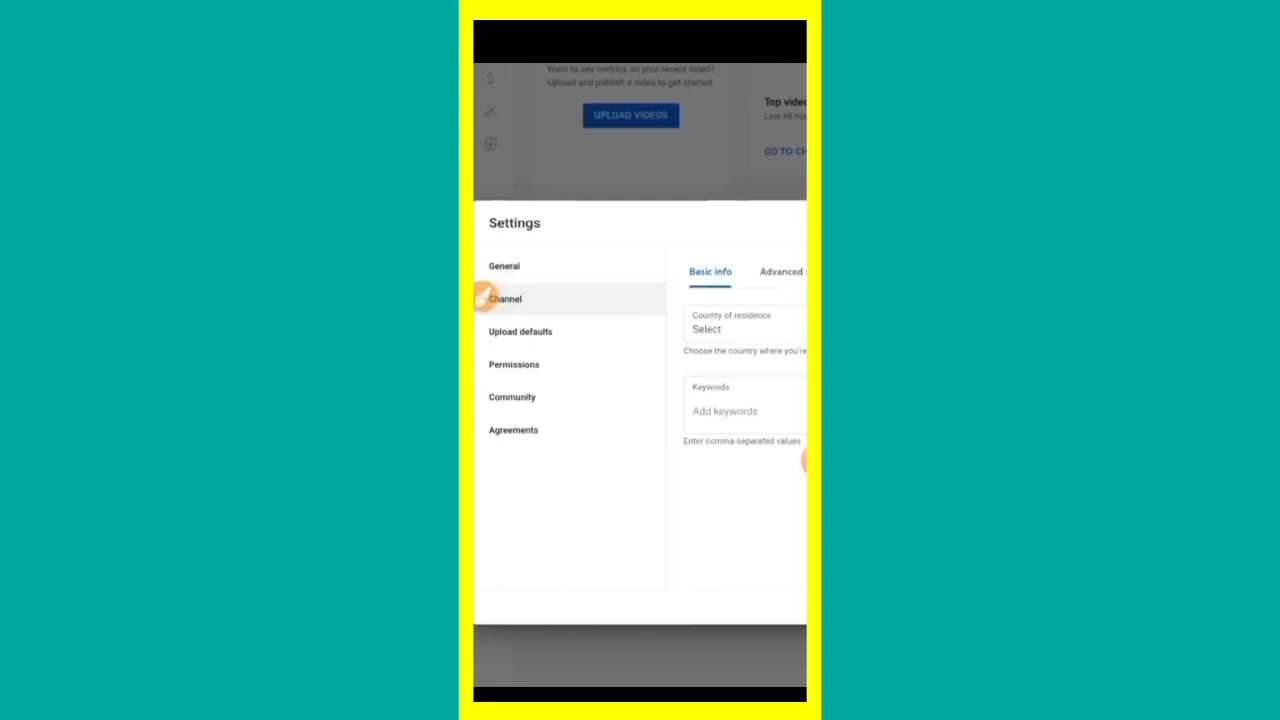 Want to see metrics on your recent video?
Upload and publish a video to get started.
UPLOAD VIDEOS
Top video
Last 48 hou
GO TO CH
Settings
General
Channel
Upload defaults
Permissions
Community
Agreements
Basic info
Advanced s
Country of residence
Select
Choose the country where you're
Keywords
Add keywords
Enter comma-separated values